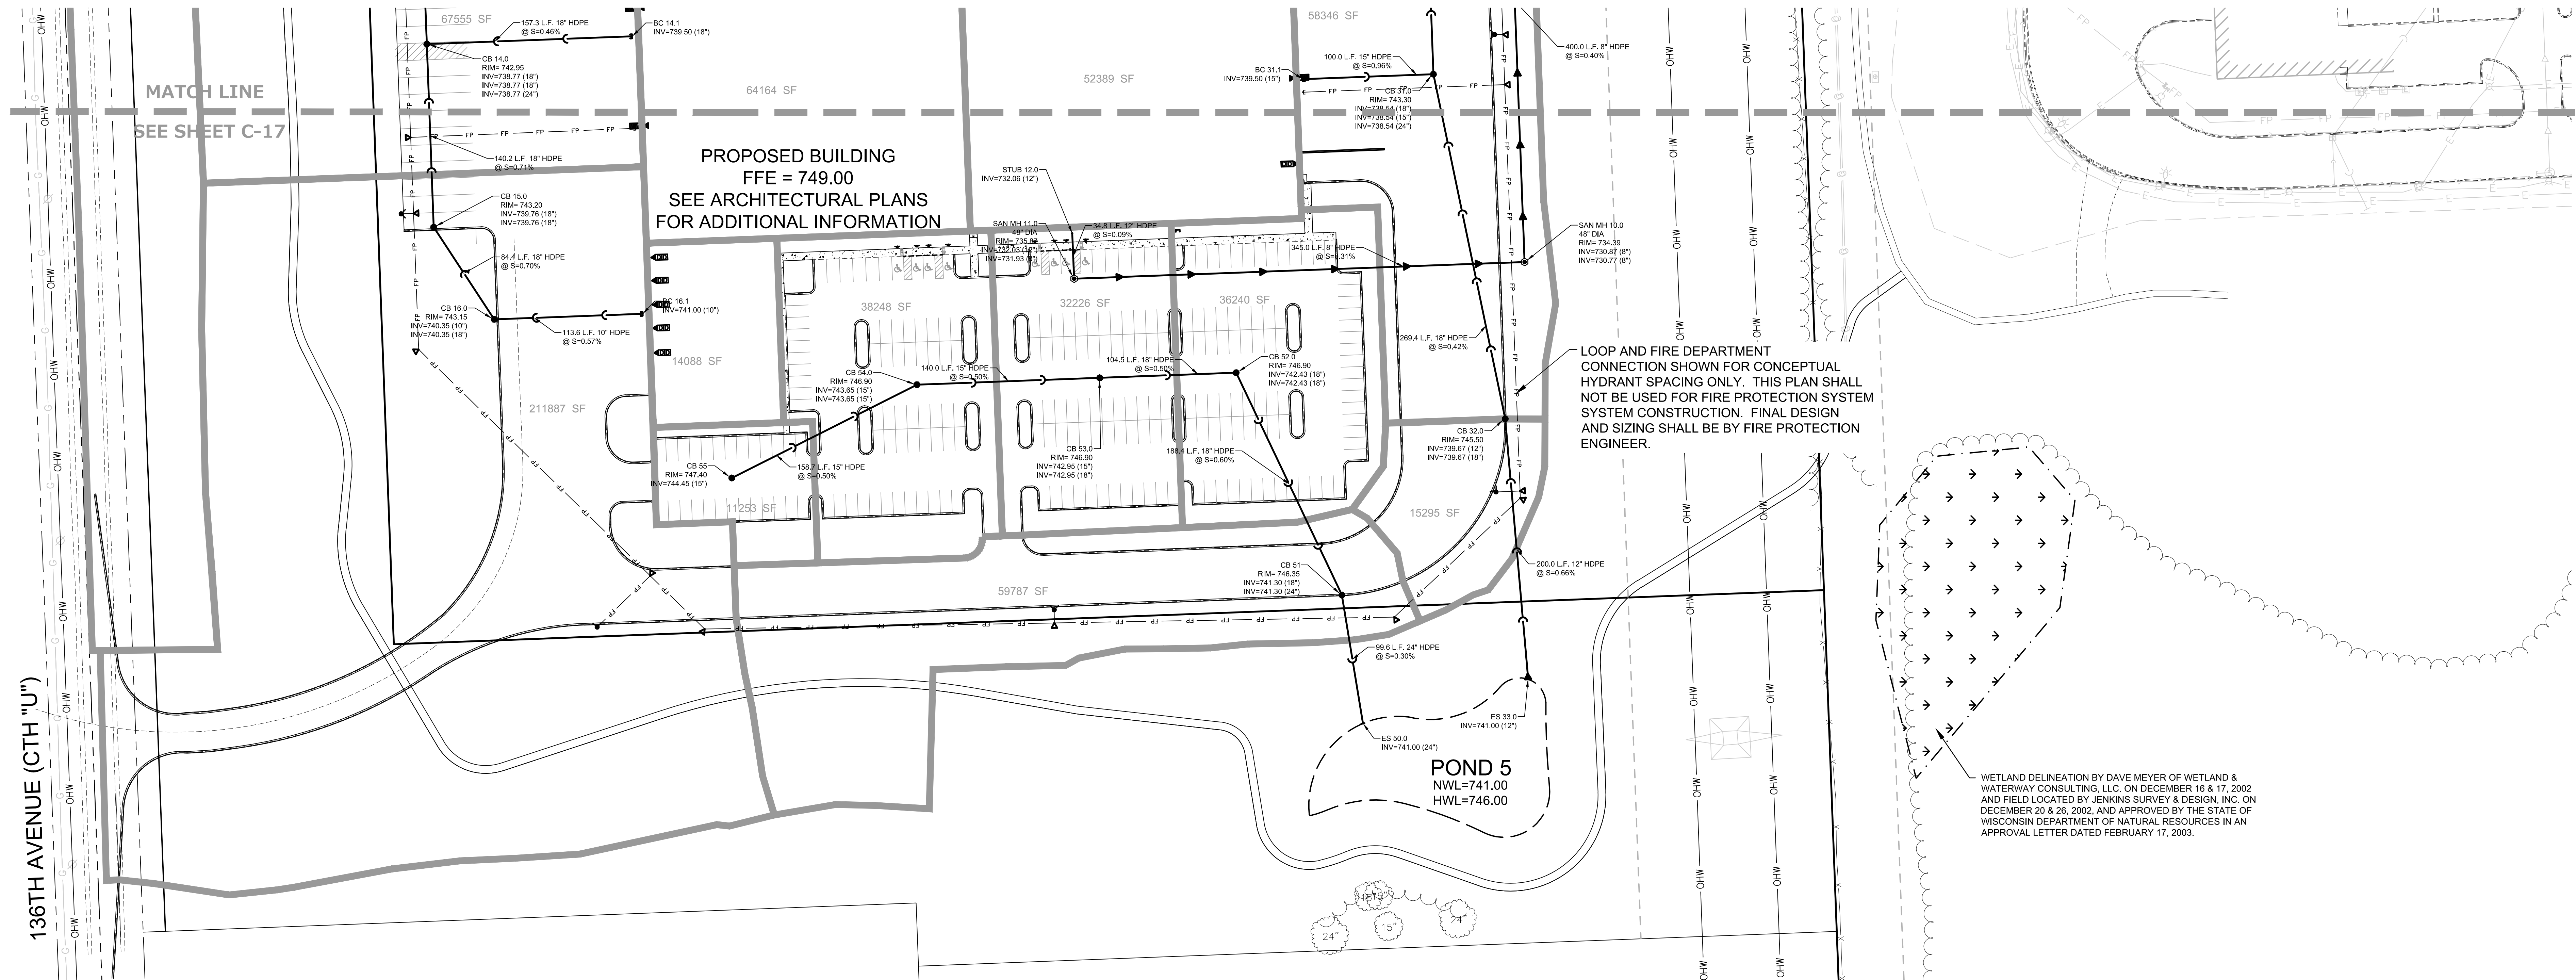 67555 SF
157.3 L.F. 18" HDPE
@ S=0.46%
BC 14.1
INV=739.50 (18")
CB 14.0
RIM= 742.95
INV=738.77 (18")
INV=738.77 (18")
INV=738.77 (24")
58346 SF
100.0 L.F. 15" HDPE
@ S=0.96%
400.0 L.F. 8" HDPE
@ S=0.40%
BC 31.1
INV=739.50 (15")
52389 SF
64164 SF
CB 31.0
RIM= 743.30
INV=738.54 (18")
INV=738.54 (15")
INV=738.54 (24")
MATCH LINE
SEE SHEET C-17
140.2 L.F. 18" HDPE
@ S=0.71%
PROPOSED BUILDING
FFE = 749.00
SEE ARCHITECTURAL PLANS
FOR ADDITIONAL INFORMATION
STUB 12.0
INV=732.06 (12")
CB 15.0
RIM= 743.20
INV=739.76 (18")
INV=739.76 (18")
SAN MH 11.0
48" DIA
34.8 L.F. 12" HDPE
@ S=0.09%
INV=731.93 (8")
345.0 L.F. 8" HDPE
@ S=0.31%
SAN MH 10.0
48" DIA
RIM = 734.39
INV=730.87 (8")
INV=730.77 (8")
84.4 L.F. 18" HDPE
@ S=0.70%
CB 16.0
RIM= 743.15
INV=740.35 (10")
INV=740.35 (18")
BC 16.1
INV=741.00 (10")
113.6 L.F. 10" HDPE
@ S=0.57%
38248 SF
32226 SF
36240 SF
14088 SF
211887 SF
CB 54.0
RIM= 746.90
INV=743.65 (15")
INV=743.65 (15")
140.0 L.F. 15" HDPE
@ S=0.50%
104.5 L.F. 18" HDPE
@ S=0.50%
CB 52.0
RIM= 746.90
INV=742.43 (18")
INV=742.43 (18")
269.4 L.F. 18" HDPE
@ S=0.42%
LOOP AND FIRE DEPARTMENT
CONNECTION SHOWN FOR CONCEPTUAL
HYDRANT SPACING ONLY. THIS PLAN SHALL
NOT BE USED FOR FIRE PROTECTION SYSTEM
SYSTEM CONSTRUCTION. FINAL DESIGN
AND SIZING SHALL BE BY FIRE PROTECTION
ENGINEER.
CB 32.0
RIM= 745.50
INV=739.67 (12")
INV=739.67 (18")
CB 53.0
RIM= 746.90
INV=742.95 (15")
INV=742.95 (18")
188.4 L.F. 18" HDPE
@ S=0.60%
CB 55
RIM= 747.40
INV=744.45 (15")
158.7 L.F. 15" HDPE
@ S=0.50%
11253 SF
15295 SF
CB 51
RIM= 746.35
INV=741.30 (18")
INV=741.30 (24")
200.0 L.F. 12" HDPE
@ S=0.66%
59787 SF
99.6 L.F. 24" HDPE
@ S=0.30%
ES 33.0
INV=741.00 (12")
ES 50.0
INV=741.00 (24")
POND 5
NWL=741.00
HWL=746.00
WETLAND DELINEATION BY DAVE MEYER OF WETLAND &
WATERWAY CONSULTING, LLC. ON DECEMBER 16 & 17, 2002
AND FIELD LOCATED BY JENKINS SURVEY & DESIGN, INC. ON
DECEMBER 20 & 26, 2002, AND APPROVED BY THE STATE OF
WISCONSIN DEPARTMENT OF NATURAL RESOURCES IN AN
APPROVAL LETTER DATED FEBRUARY 17, 2003.
136TH AVENUE (CTH "U")
24"
15"
24"